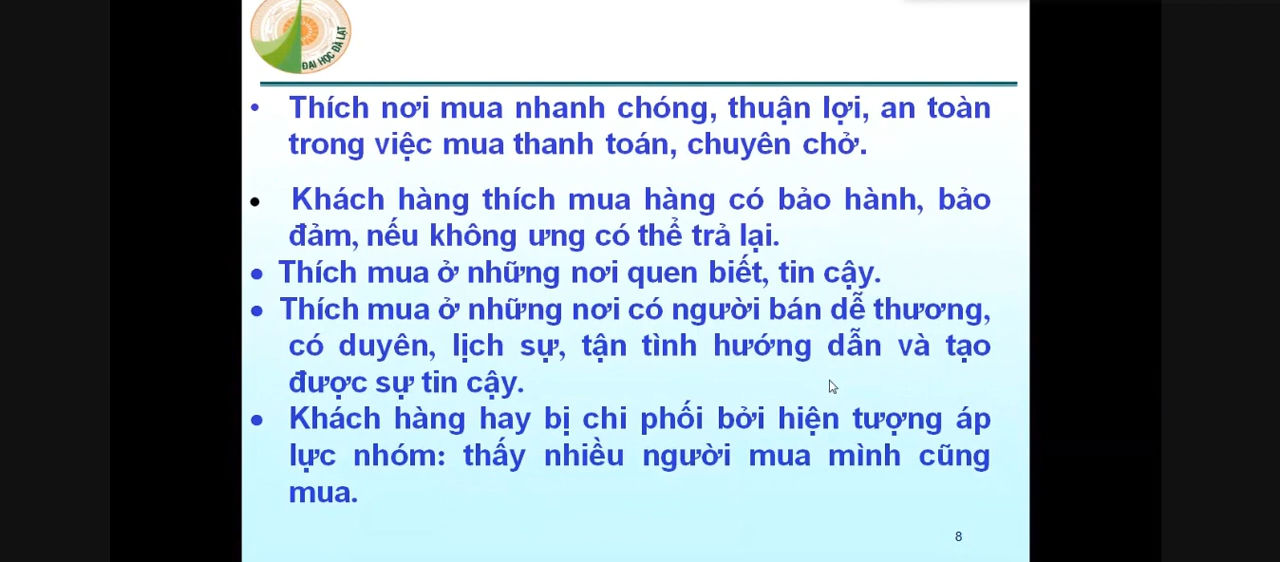 ĐẠI HỌC ĐÀ LẠT
• Thích nơi mua nhanh chóng, thuận lợi, an toàn
trong việc mua thanh toán, chuyên chở.
• Khách hàng thích mua hàng có bảo hành, bảo
đảm, nếu không ưng có thể trả lại.
• Thích mua ở những nơi quen biết, tin cậy.
• Thích mua ở những nơi có người bán dễ thương,
có duyên, lịch sự, tận tình hướng dẫn và tạo
được sự tin cậy.
• Khách hàng hay bị chi phối bởi hiện tượng áp
lực nhóm: thấy nhiều người mua mình cũng
mua.
8